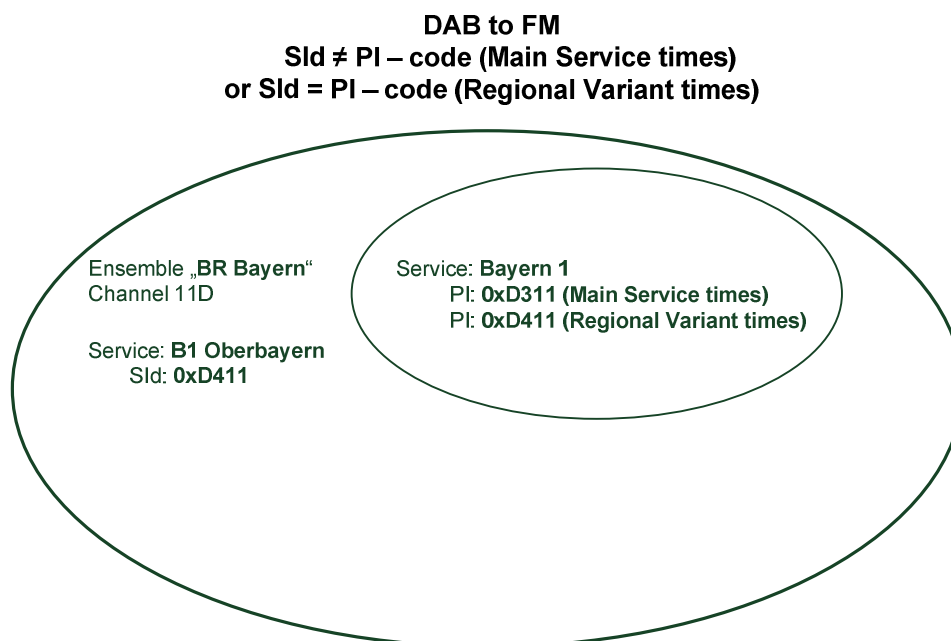 DAB to FM
SId ≠ PI – code (Main Service times)
or SId = PI – code (Regional Variant times)
Ensemble „BR Bayern“
Channel 11D
Service: B1 Oberbayern
SId: 0xD411
Service: Bayern 1
PI: 0xD311 (Main Service times)
PI: 0xD411 (Regional Variant times)